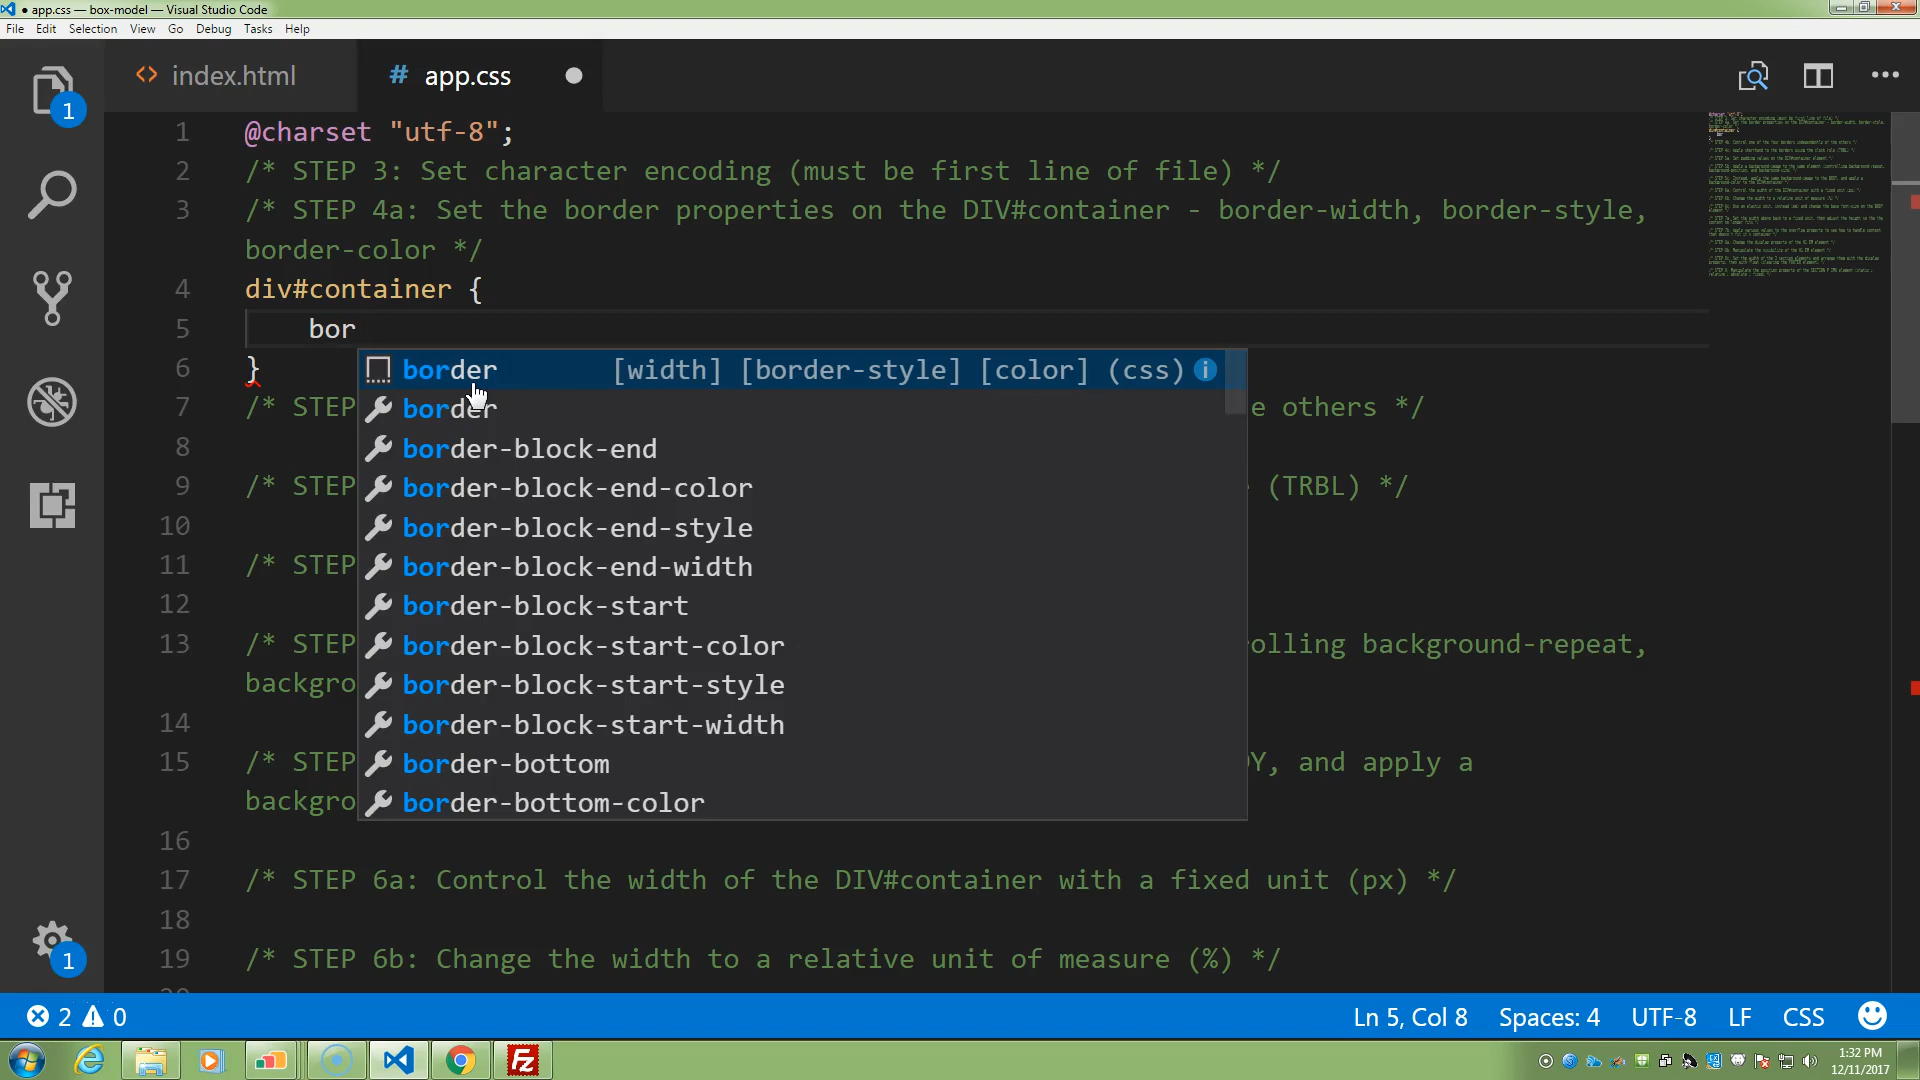 ● app.css — box-model — Visual Studio Code
File Edit Selection View Go Debug Tasks Help
index.html
# app.css
1 @charset "utf-8";
2 /* STEP 3: Set character encoding (must be first line of file) */
3 /* STEP 4a: Set the border properties on the DIV#container - border-width, border-style,
border-color */
4 div#container {
5 bor
6 }
border [width] [border-style] [color] (css)
7 /* STEP e others */
border
8
border-block-end
9 /* STEP (TRBL) */
border-block-end-color
10
border-block-end-style
11 /* STEP
border-block-end-width
12
border-block-start
13 /* STEP rolling background-repeat,
border-block-start-color
backgro
border-block-start-style
14
border-block-start-width
15 /* STEP Y, and apply a
border-bottom
backgro
border-bottom-color
16
17 /* STEP 6a: Control the width of the DIV#container with a fixed unit (px) */
18
19 /* STEP 6b: Change the width to a relative unit of measure (%) */
1
1
2 0
Ln 5, Col 8 Spaces: 4 UTF-8 LF CSS
1:32 PM
12/11/2017